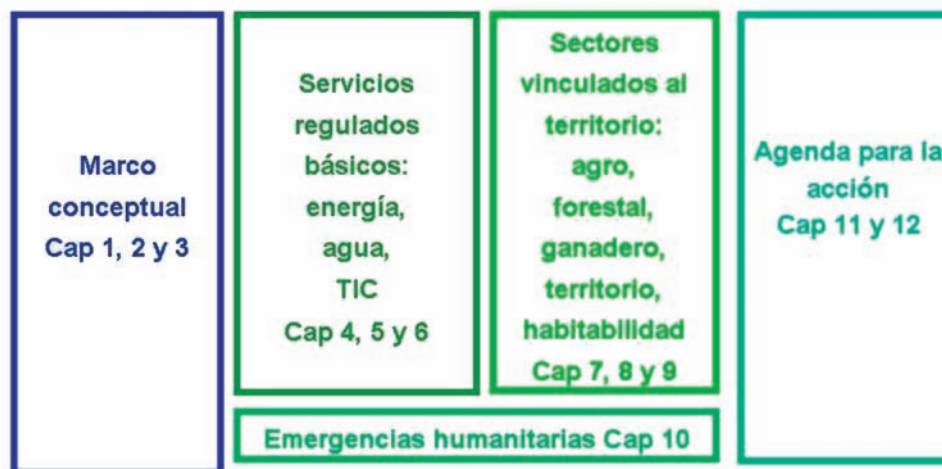 Marco
conceptual
Cap 1, 2 y 3
Servicios
regulados
básicos:
energía,
agua,
TIC
Cap 4, 5 y 6
Sectores
vinculados al
territorio:
agro,
forestal,
ganadero,
territorio,
habitabilidad
Cap 7, 8 y 9
Emergencias humanitarias Cap 10
Agenda para la
acción
Cap 11 y 12